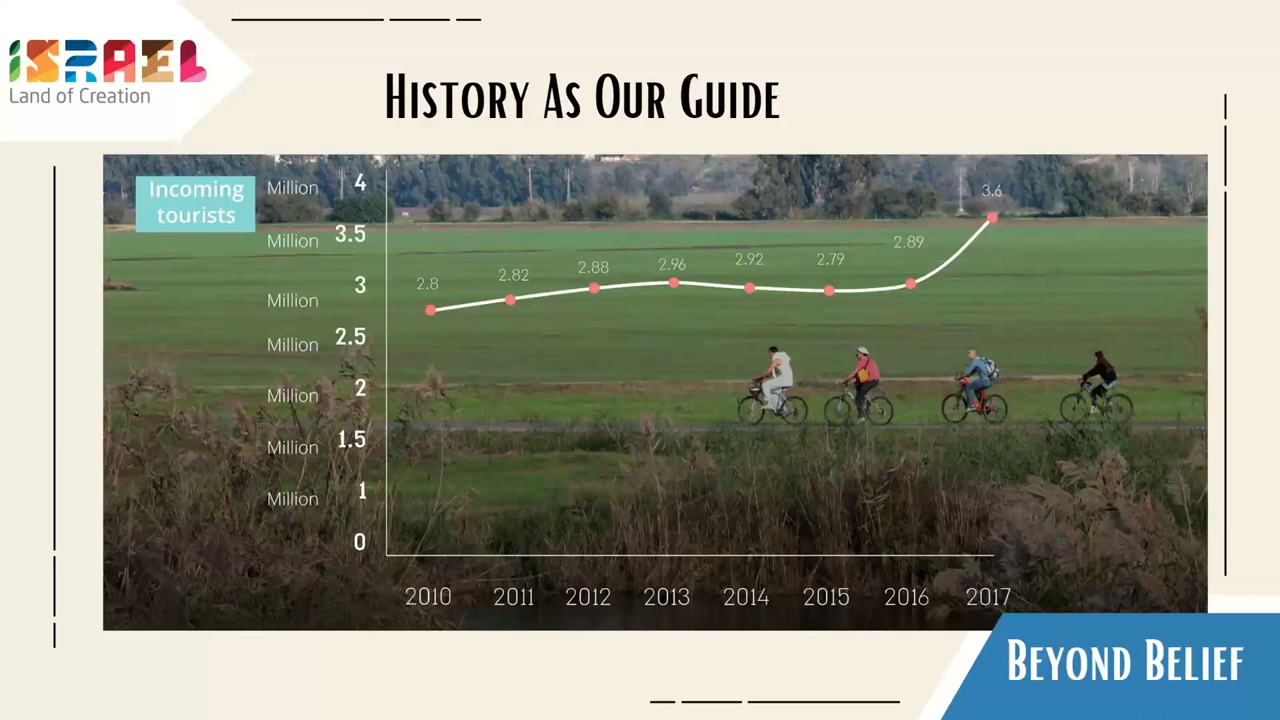 ISRAEL
Land of Creation
HISTORY AS OUR GUIDE
Incoming
tourists
Million 4
Million 3.5
Million 3
Million 2.5
Million 2
Million 1.5
Million 1
0
2.8
2.82
2.88
2.96
2.92
2.79
2.89
3.6
2010 2011 2012 2013 2014 2015 2016 2017
BEYOND BELIEF